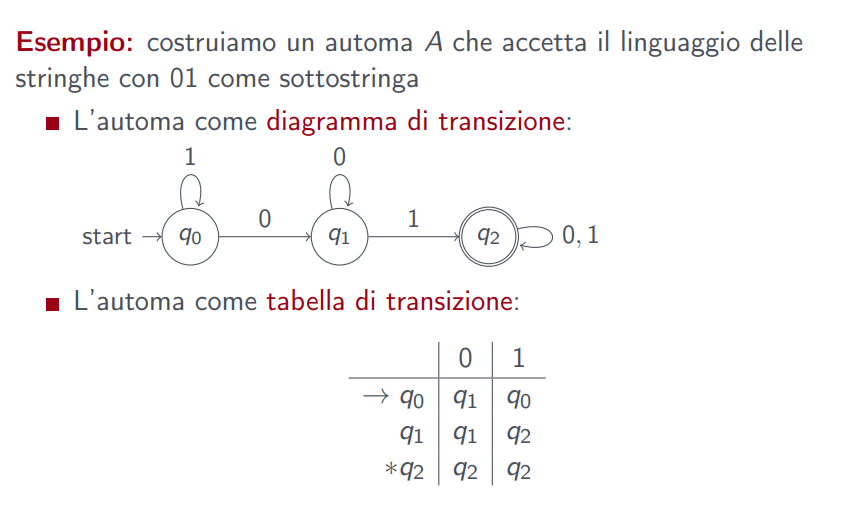 Esempio: costruiamo un automa A che accetta il linguaggio delle
stringhe con 01 come sottostringa
L'automa come diagramma di transizione:
1 0
start q0 0 q1 1 q2 0, 1
L'automa come tabella di transizione:
0 1
→ q0 q1 q0
q1 q1 q2
*q2 q2 q2